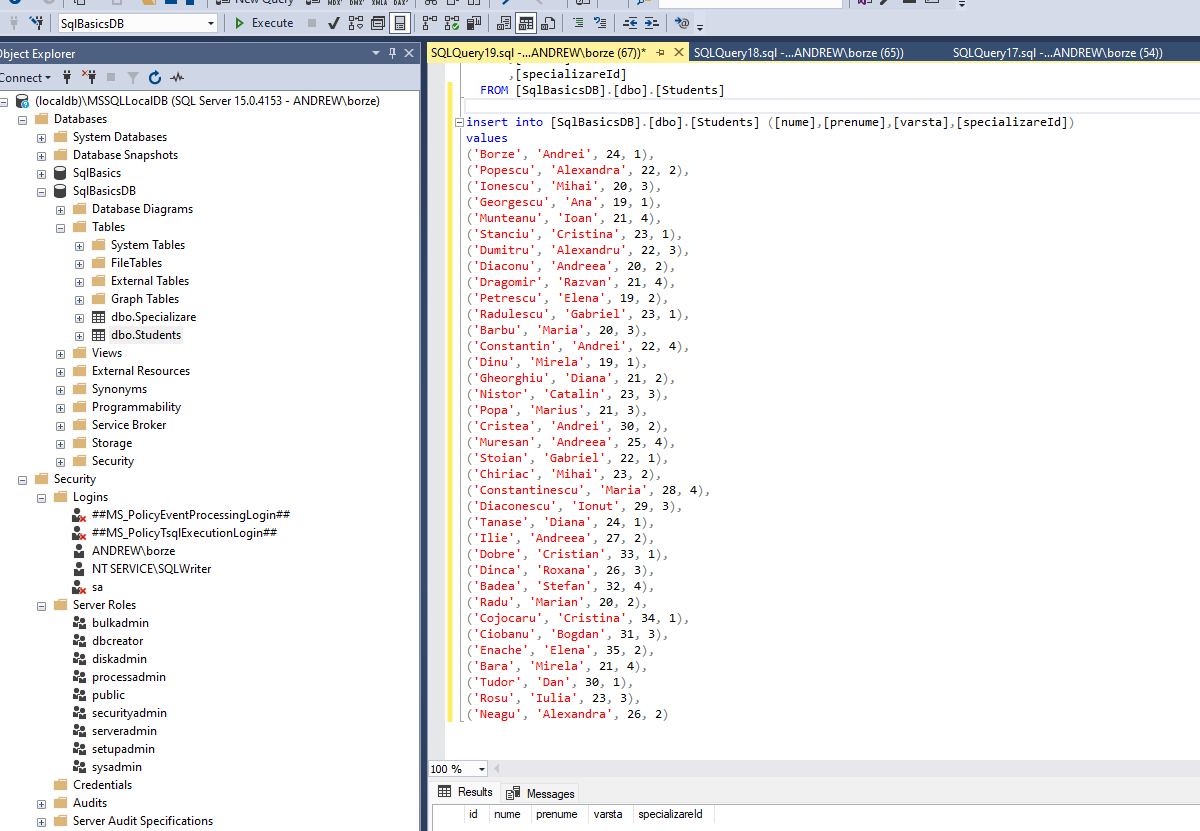 New Query
MDX DMX XMLA DAX
SqlBasicsDB
Execute
Object Explorer
Connect
(localdb)\MSSQLLocalDB (SQL Server 15.0.4153 - ANDREW\borze)
Databases
System Databases
Database Snapshots
SqlBasics
SqlBasicsDB
Database Diagrams
Tables
System Tables
FileTables
External Tables
Graph Tables
dbo.Specializare
dbo.Students
Views
External Resources
Synonyms
Programmability
Service Broker
Storage
Security
Security
Logins
##MS_PolicyEventProcessingLogin##
##MS_PolicyTsqlExecutionLogin##
ANDREW\borze
NT SERVICE\SQLWriter
sa
Server Roles
bulkadmin
dbcreator
diskadmin
processadmin
public
securityadmin
serveradmin
setupadmin
sysadmin
Credentials
Audits
Server Audit Specifications
SQLQuery19.sql -...ANDREW\borze (67))* SQLQuery18.sql -...ANDREW\borze (65)) SQLQuery17.sql -...ANDREW\borze (54))
,[specializareId]
FROM [SqlBasicsDB].[dbo].[Students]
insert into [SqlBasicsDB].[dbo].[Students] ([nume],[prenume],[varsta],[specializareId])
values
('Borze', 'Andrei', 24, 1),
('Popescu', 'Alexandra', 22, 2),
('Ionescu', 'Mihai', 20, 3),
('Georgescu', 'Ana', 19, 1),
('Munteanu', 'Ioan', 21, 4),
('Stanciu', 'Cristina', 23, 1),
('Dumitru', 'Alexandru', 22, 3),
('Diaconu', 'Andreea', 20, 2),
('Dragomir', 'Razvan', 21, 4),
('Petrescu', 'Elena', 19, 2),
('Radulescu', 'Gabriel', 23, 1),
('Barbu', 'Maria', 20, 3),
('Constantin', 'Andrei', 22, 4),
('Dinu', 'Mirela', 19, 1),
('Gheorghiu', 'Diana', 21, 2),
('Nistor', 'Catalin', 23, 3),
('Popa', 'Marius', 21, 3),
('Cristea', 'Andrei', 30, 2),
('Muresan', 'Andreea', 25, 4),
('Stoian', 'Gabriel', 22, 1),
('Chiriac', 'Mihai', 23, 2),
('Constantinescu', 'Maria', 28, 4),
('Diaconescu', 'Ionut', 29, 3),
('Tanase', 'Diana', 24, 1),
('Ilie', 'Andreea', 27, 2),
('Dobre', 'Cristian', 33, 1),
('Dinca', 'Roxana', 26, 3),
('Badea', 'Stefan', 32, 4),
('Radu', 'Marian', 20, 2),
('Cojocaru', 'Cristina', 34, 1),
('Ciobanu', 'Bogdan', 31, 3),
('Enache', 'Elena', 35, 2),
('Bara', 'Mirela', 21, 4),
('Tudor', 'Dan', 30, 1),
('Rosu', 'Iulia', 23, 3),
('Neagu', 'Alexandra', 26, 2)
100 %
Results Messages
id nume prenume varsta specializareId